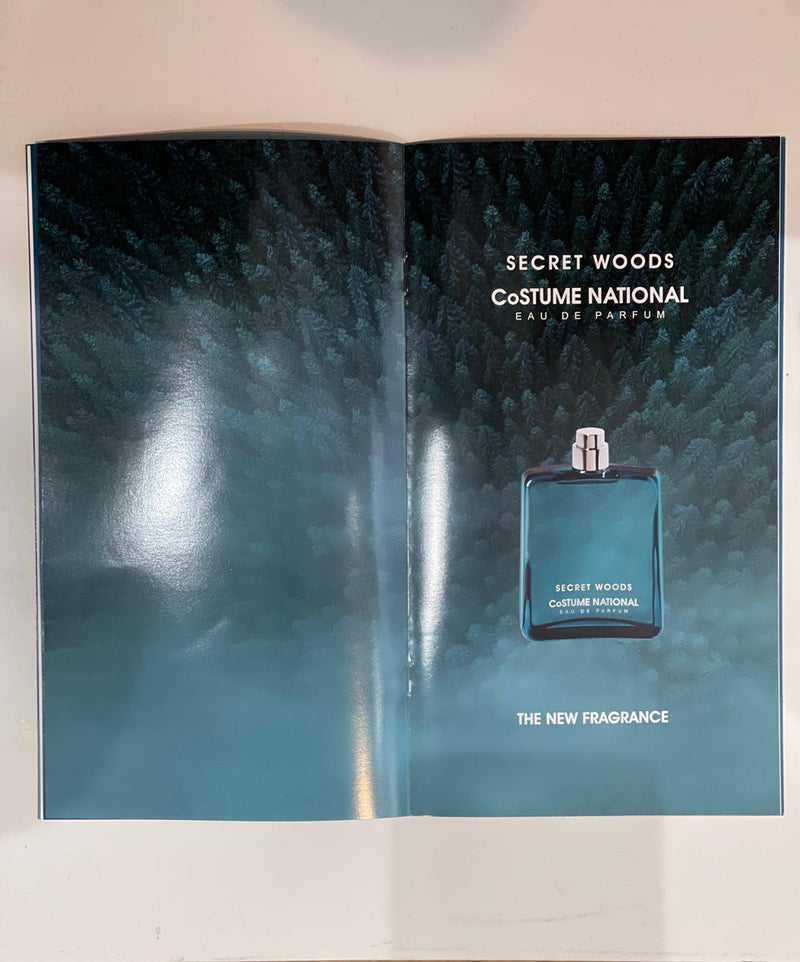 SECRET WOODS
CoSTUME NATIONAL
EAU DE PARFUM
SECRET WOODS
CoSTUME NATIONAL
EAU DE PARFUM
THE NEW FRAGRANCE